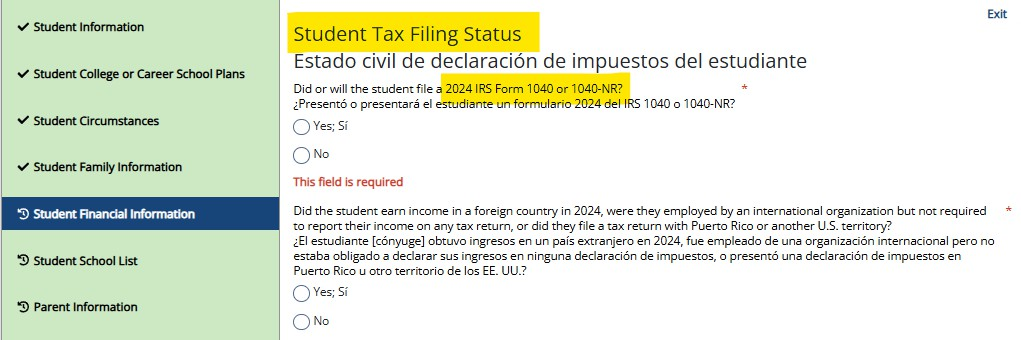 Student Information
Student College or Career School Plans
Student Circumstances
Student Family Information
Student Financial Information
Student School List
Parent Information
Exit
Student Tax Filing Status
Estado civil de declaración de impuestos del estudiante
Did or will the student file a 2024 IRS Form 1040 or 1040-NR? *
¿Presentó o presentará el estudiante un formulario 2024 del IRS 1040 o 1040-NR?
Yes; Sí
No
This field is required
Did the student earn income in a foreign country in 2024, were they employed by an international organization but not required *
to report their income on any tax return, or did they file a tax return with Puerto Rico or another U.S. territory?
¿El estudiante [cónyuge] obtuvo ingresos en un país extranjero en 2024, fue empleado de una organización internacional pero no
estaba obligado a declarar sus ingresos en ninguna declaración de impuestos, o presentó una declaración de impuestos en
Puerto Rico u otro territorio de los EE. UU.?
Yes; Sí
No